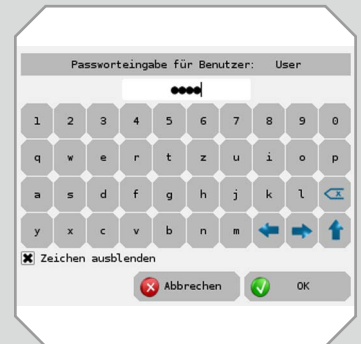 Passworteingabe für Benutzer: User
●●●●
1 2 3 4 5 6 7 8 9 0
q w e r t z u i o p
a s d f g h j k l
y x c v b n m
Zeichen ausblenden
Abbrechen OK